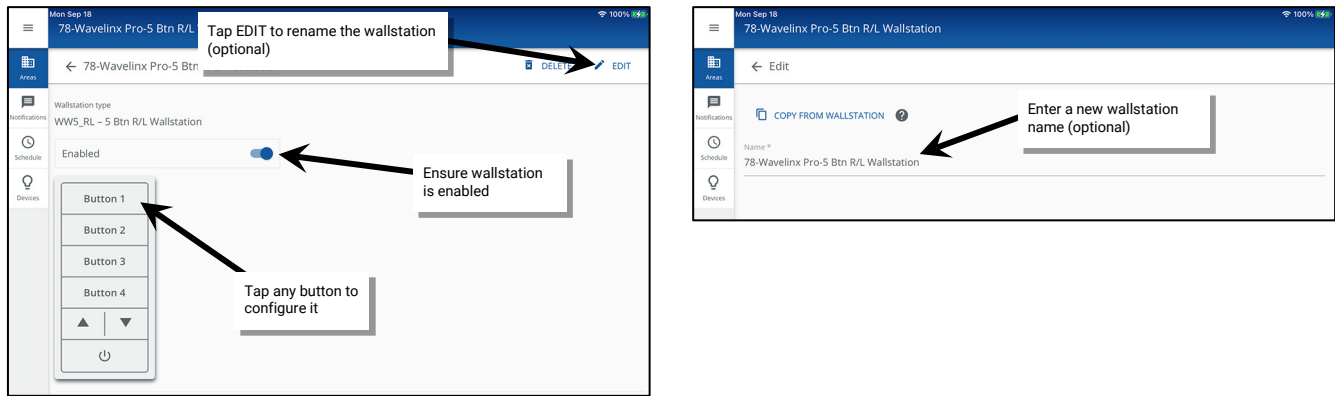 Mon Sep 18
100%
78-Wavelinx Pro-5 Btn R/L
Tap EDIT to rename the wallstation
(optional)
Areas
78-Wavelinx Pro-5 Btn
DELETE
EDIT
Notifications
Wallstation type
WW5_RL – 5 Btn R/L Wallstation
Schedule
Enabled
Ensure wallstation
is enabled
Devices
Button 1
Button 2
Button 3
Button 4
Tap any button to
configure it
Mon Sep 18
100%
78-Wavelinx Pro-5 Btn R/L Wallstation
Areas
Edit
Notifications
COPY FROM WALLSTATION
Enter a new wallstation
name (optional)
Schedule
Name *
78-Wavelinx Pro-5 Btn R/L Wallstation
Devices